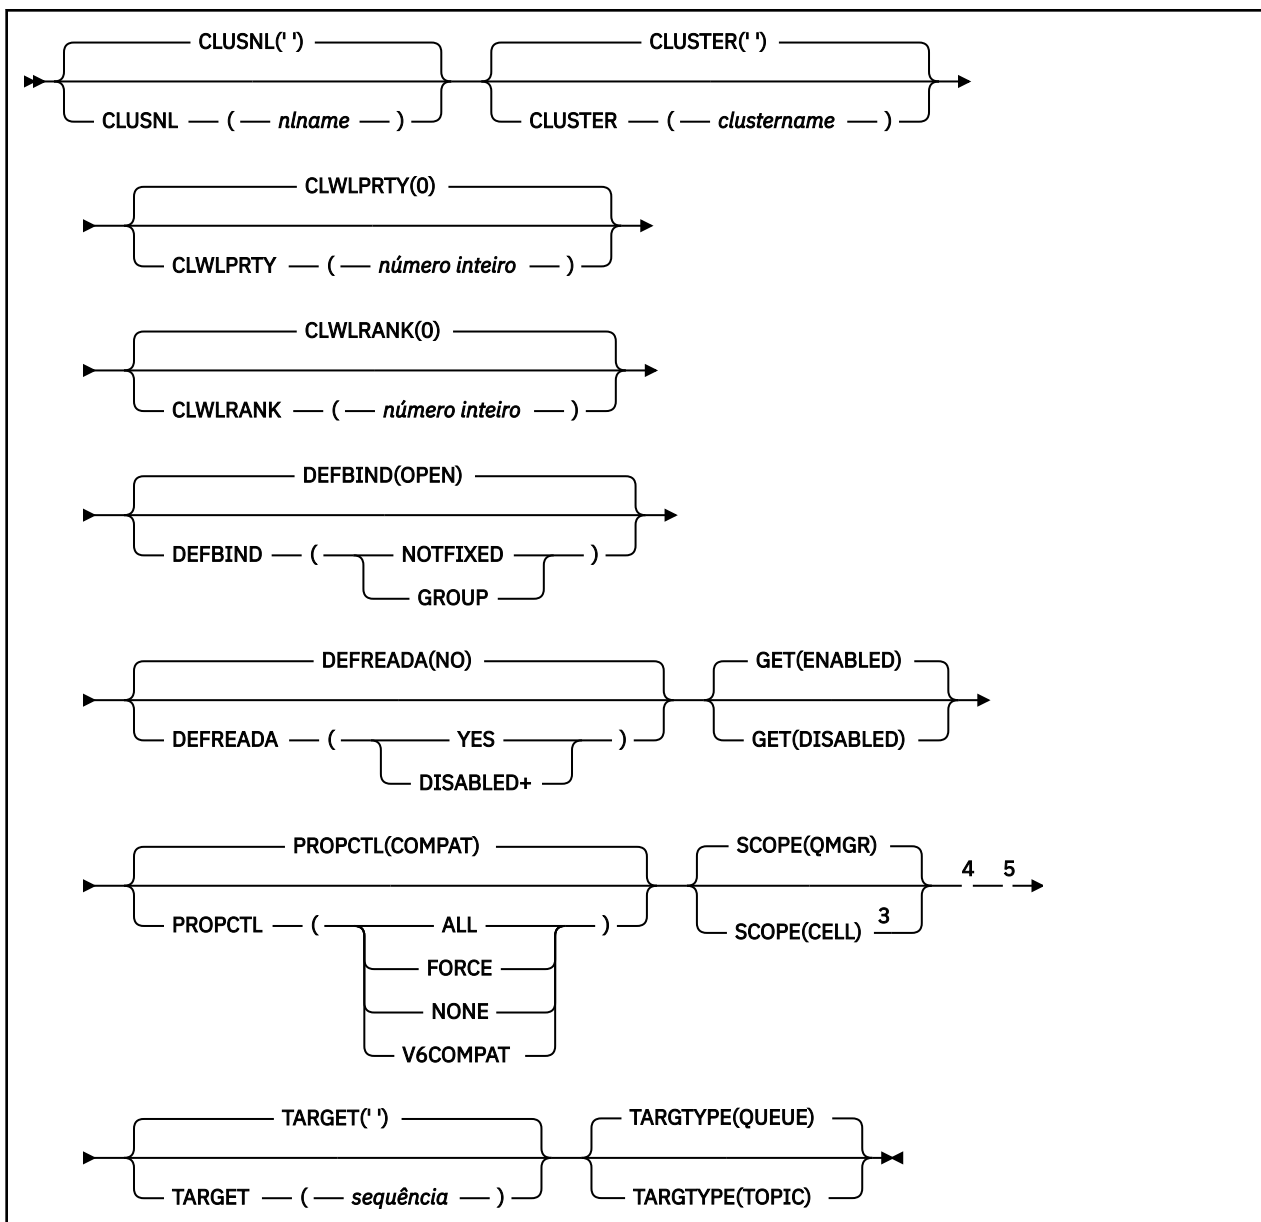 CLUSNL(' ') CLUSTER(' ')
CLUSNL ( nlname ) CLUSTER ( clustername )
CLWLPRTY(0)
CLWLPRTY ( número inteiro )
CLWLRANK(0)
CLWLRANK ( número inteiro )
DEFBIND(OPEN)
DEFBIND ( NOTFIXED )
GROUP
DEFREADA(NO) GET(ENABLED)
DEFREADA ( YES ) GET(DISABLED)
DISABLED+
PROPCTL(COMPAT) SCOPE(QMGR)
4 5
PROPCTL ( ALL ) SCOPE(CELL) 3
FORCE
NONE
V6COMPAT
TARGET(' ') TARGTYPE(QUEUE)
TARGET ( sequência ) TARGTYPE(TOPIC)